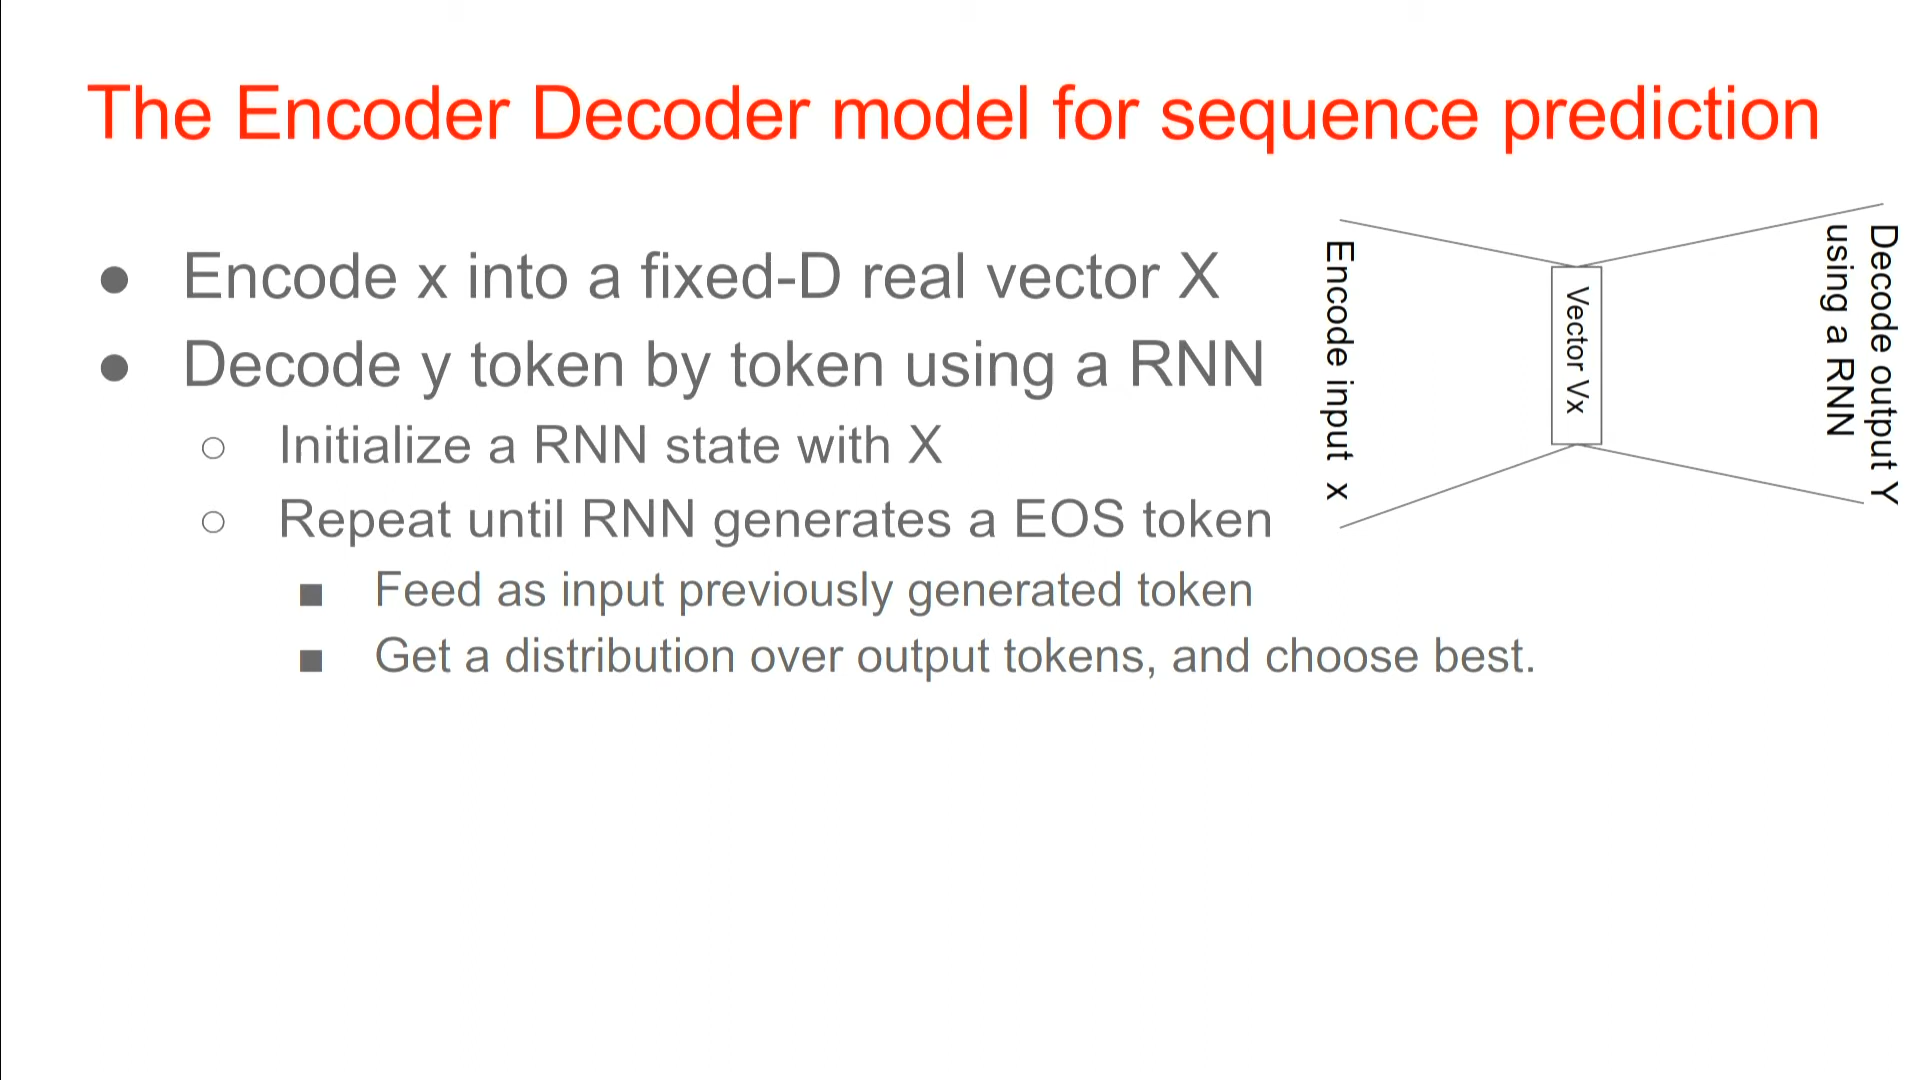 The Encoder Decoder model for sequence prediction
● Encode x into a fixed-D real vector X
● Decode y token by token using a RNN
○ Initialize a RNN state with X
○ Repeat until RNN generates a EOS token
■ Feed as input previously generated token
■ Get a distribution over output tokens, and choose best.
Encode input x
Vector Vx
Decode output Y
using a RNN